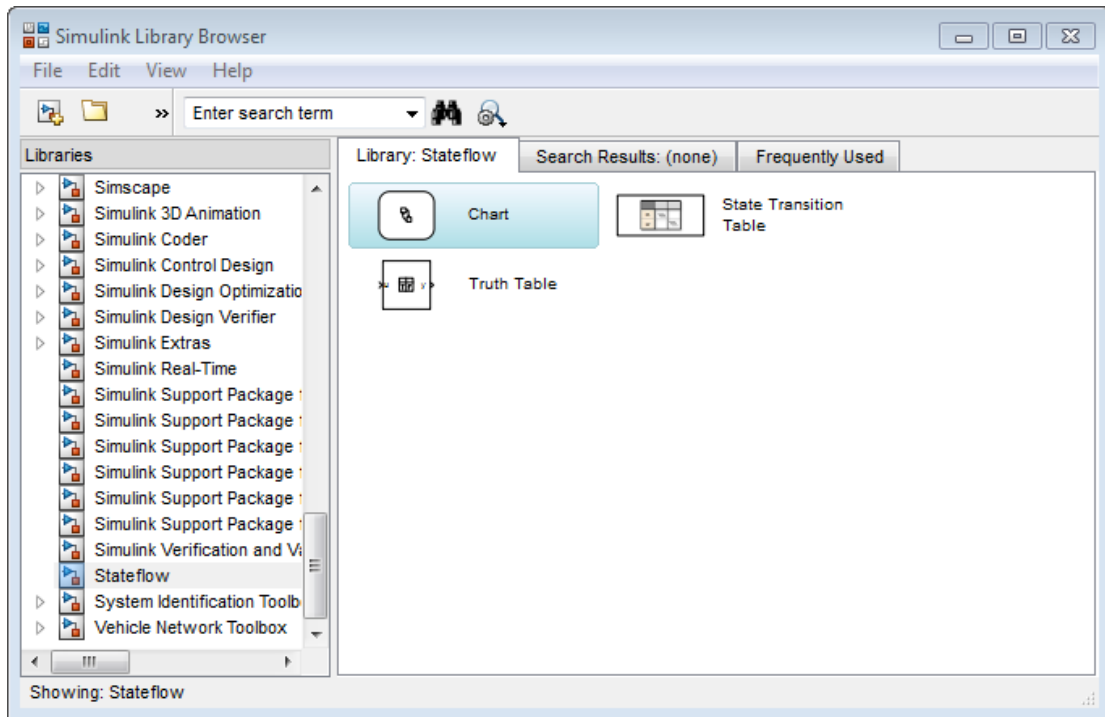 Simulink Library Browser
File Edit View Help
» Enter search term
Libraries
Library: Stateflow Search Results: (none) Frequently Used
Simscape
Simulink 3D Animation
Simulink Coder
Simulink Control Design
Simulink Design Optimizatio
Simulink Design Verifier
Simulink Extras
Simulink Real-Time
Simulink Support Package
Simulink Support Package
Simulink Support Package
Simulink Support Package
Simulink Support Package
Simulink Support Package
Simulink Verification and Va
Stateflow
System Identification Toolb
Vehicle Network Toolbox
Chart
State Transition
Table
Truth Table
Showing: Stateflow